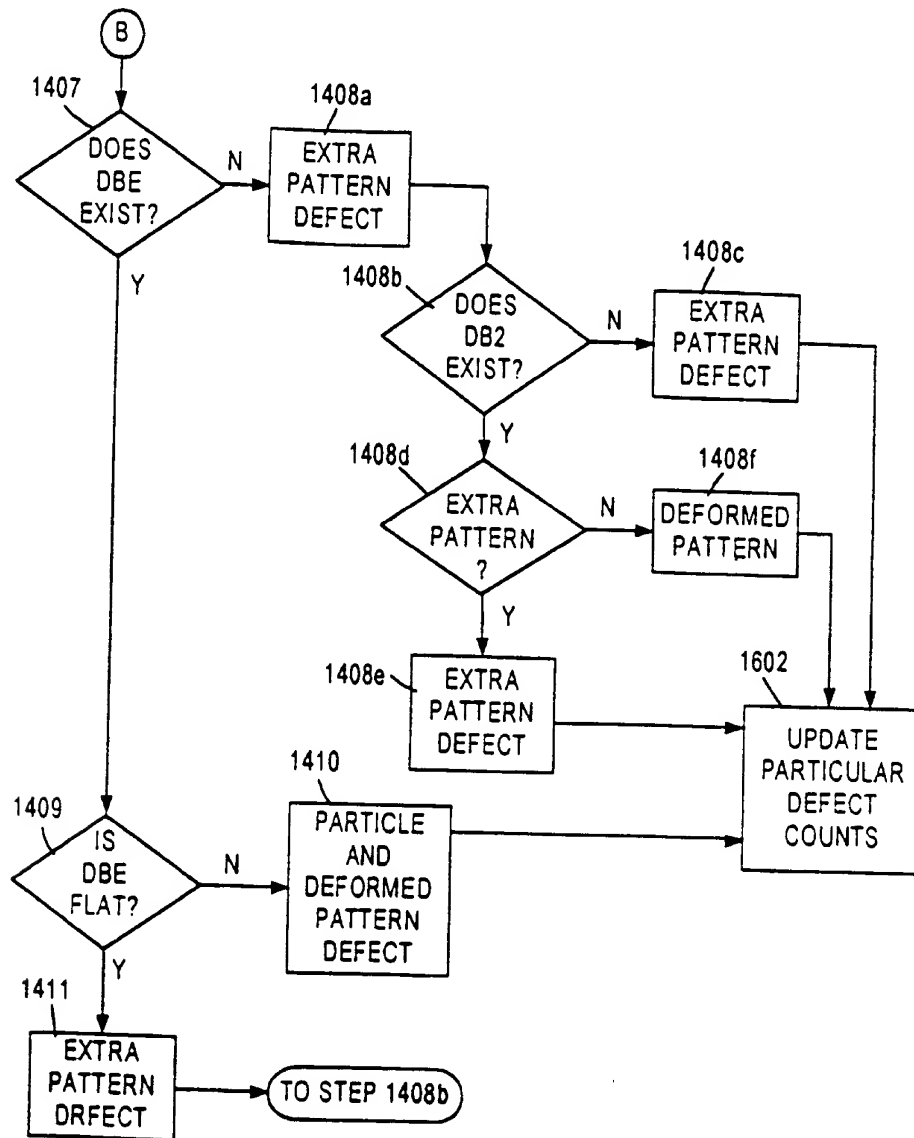 B
1407
DOES
DBE
EXIST?
N
Y
1408a
EXTRA
PATTERN
DEFECT
1408b
DOES
DB2
EXIST?
N
Y
1408c
EXTRA
PATTERN
DEFECT
1408d
EXTRA
PATTERN
?
N
Y
1408f
DEFORMED
PATTERN
1408e
EXTRA
PATTERN
DEFECT
1602
UPDATE
PARTICULAR
DEFECT
COUNTS
1409
IS
DBE
FLAT?
N
Y
1410
PARTICLE
AND
DEFORMED
PATTERN
DEFECT
1411
EXTRA
PATTERN
DRFECT
TO STEP 1408b